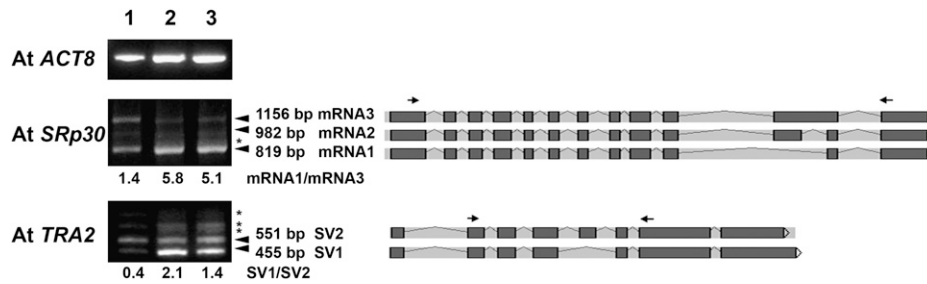 1 2 3
At ACT8
At SRp30
1156 bp mRNA3
982 bp mRNA2
*
819 bp mRNA1
1.4 5.8 5.1 mRNA1/mRNA3
At TRA2
*
*
*
551 bp SV2
455 bp SV1
0.4 2.1 1.4 SV1/SV2